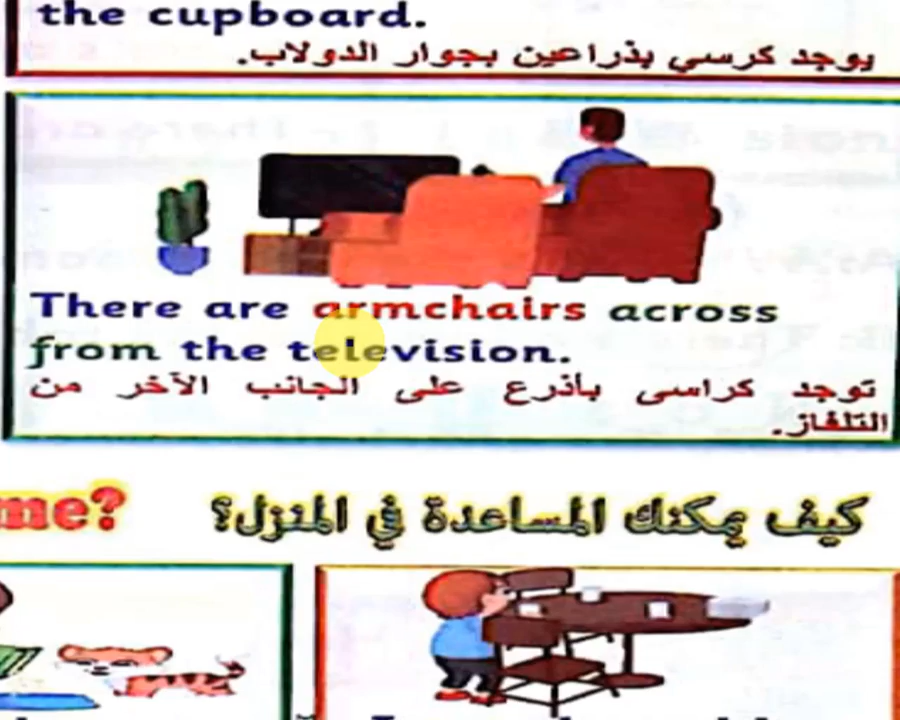 the cupboard.
يوجد كرسي بذراعين بجوار الدولاب.
There are armchairs across
from the television.
توجد كراسى بأذرع على الجانب الآخر من
التلفاز.
me? كيف يمكنك المساعدة في المنزل؟